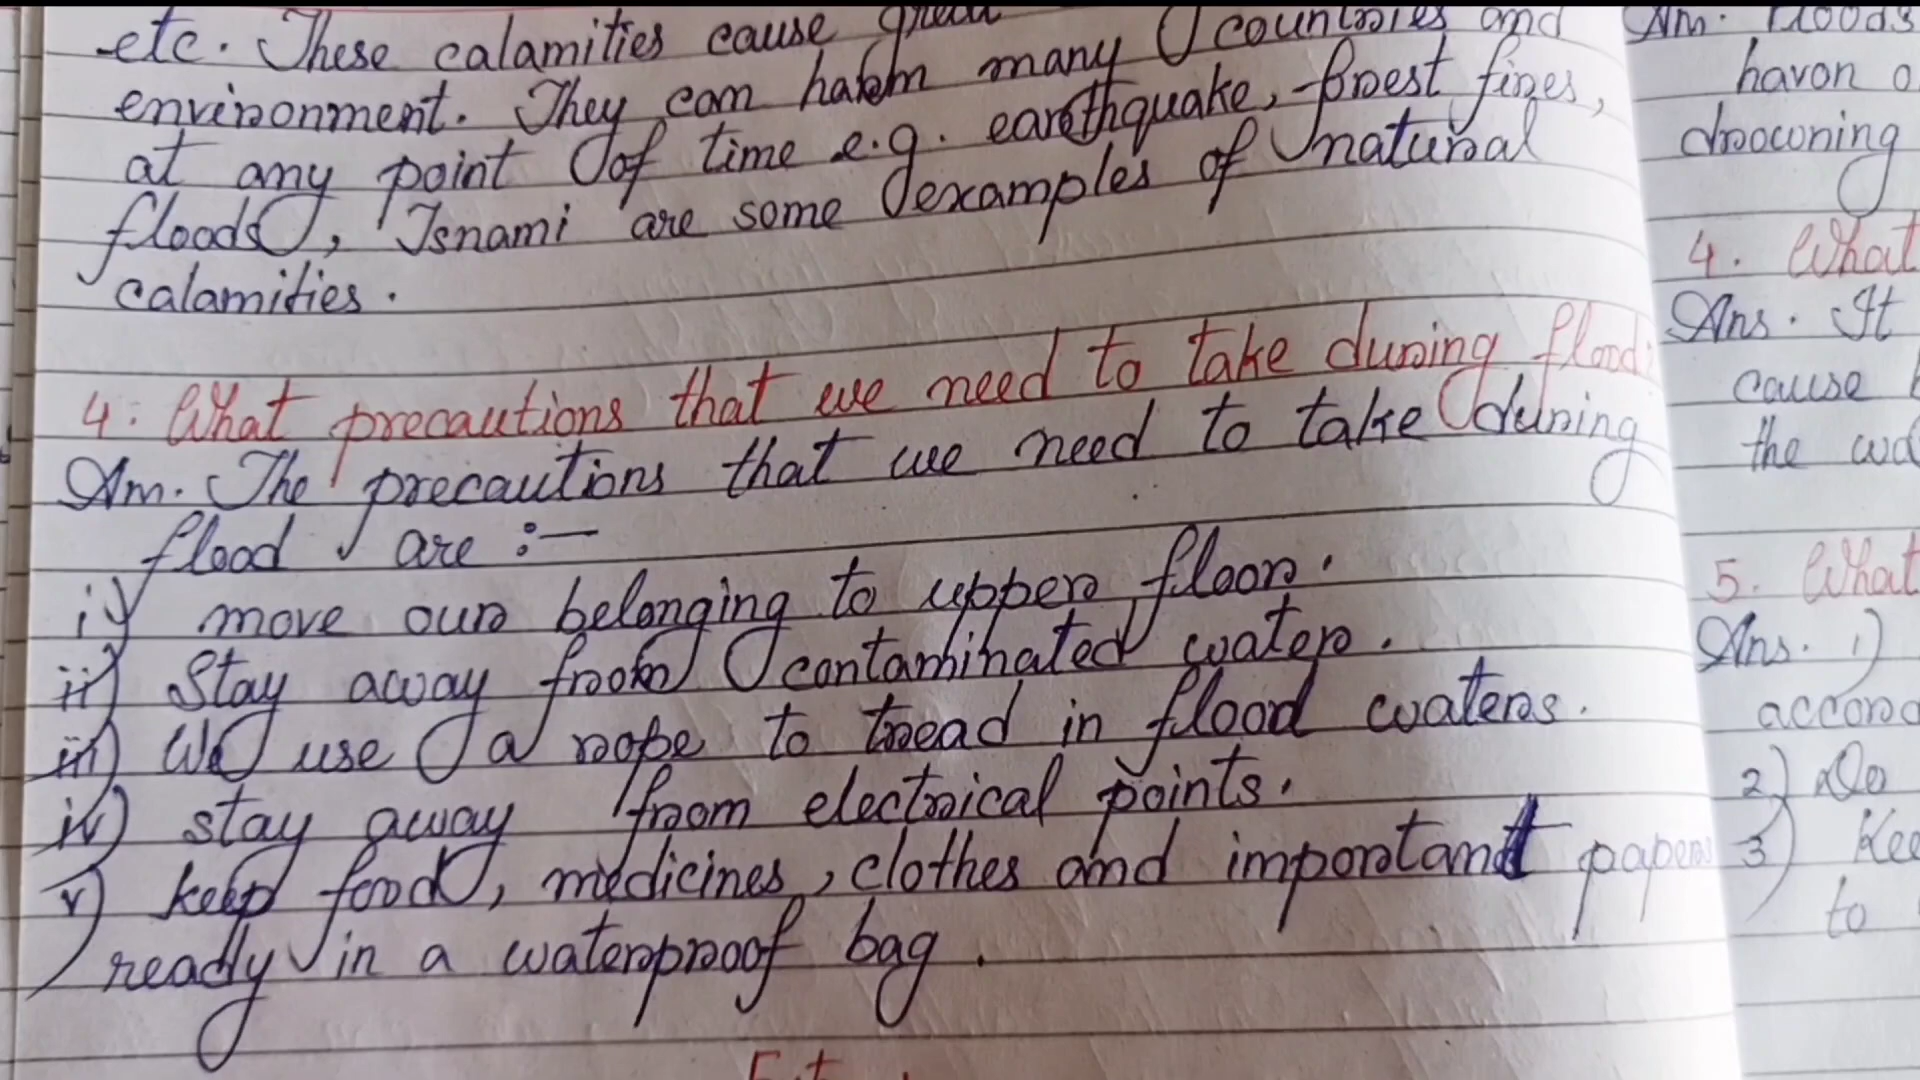 etc. These calamities cause great countries and
environment. They can harm many
at any point of time e.g. earthquake, forest fires,
floods, Tsnami are some examples of natural
calamities.
4. What precautions that we need to take during flood
Ans. The precautions that we need to take during
flood are :-
i) move our belonging to upper floor.
ii) Stay away from contaminated water.
iii) We use a rope to tread in flood waters.
iv) stay away from electrical points.
v) keep food, medicines, clothes and important papers
ready in a waterproof bag.
Ans. Floods
havon
drowning
4. What
Ans. It
cause
the
5. What
Ans. 1)
2) Do
3)
to